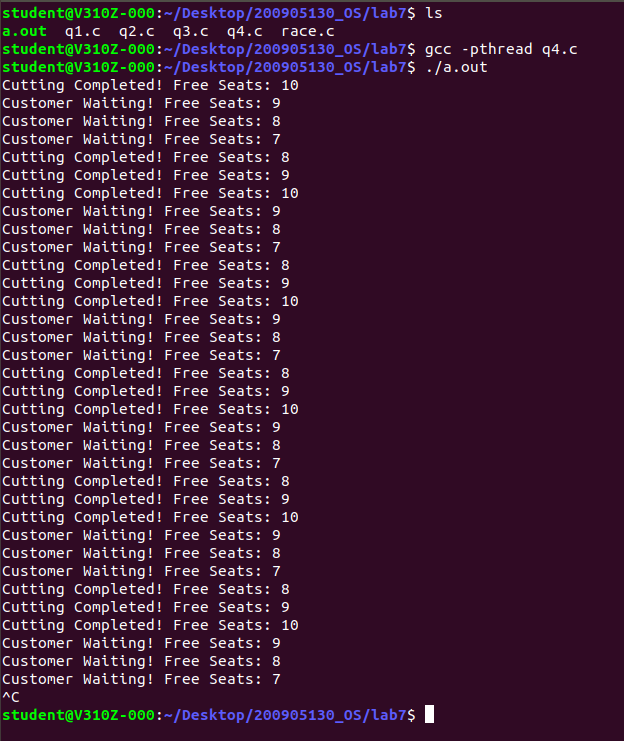 student@V310Z-000:~/Desktop/200905130_OS/lab7$ ls
a.out  q1.c  q2.c  q3.c  q4.c  race.c
student@V310Z-000:~/Desktop/200905130_OS/lab7$ gcc -pthread q4.c
student@V310Z-000:~/Desktop/200905130_OS/lab7$ ./a.out
Cutting Completed! Free Seats: 10
Customer Waiting! Free Seats: 9
Customer Waiting! Free Seats: 8
Customer Waiting! Free Seats: 7
Cutting Completed! Free Seats: 8
Cutting Completed! Free Seats: 9
Cutting Completed! Free Seats: 10
Customer Waiting! Free Seats: 9
Customer Waiting! Free Seats: 8
Customer Waiting! Free Seats: 7
Cutting Completed! Free Seats: 8
Cutting Completed! Free Seats: 9
Cutting Completed! Free Seats: 10
Customer Waiting! Free Seats: 9
Customer Waiting! Free Seats: 8
Customer Waiting! Free Seats: 7
Cutting Completed! Free Seats: 8
Cutting Completed! Free Seats: 9
Cutting Completed! Free Seats: 10
Customer Waiting! Free Seats: 9
Customer Waiting! Free Seats: 8
Customer Waiting! Free Seats: 7
Cutting Completed! Free Seats: 8
Cutting Completed! Free Seats: 9
Cutting Completed! Free Seats: 10
Customer Waiting! Free Seats: 9
Customer Waiting! Free Seats: 8
Customer Waiting! Free Seats: 7
Cutting Completed! Free Seats: 8
Cutting Completed! Free Seats: 9
Cutting Completed! Free Seats: 10
Customer Waiting! Free Seats: 9
Customer Waiting! Free Seats: 8
Customer Waiting! Free Seats: 7
^C
student@V310Z-000:~/Desktop/200905130_OS/lab7$